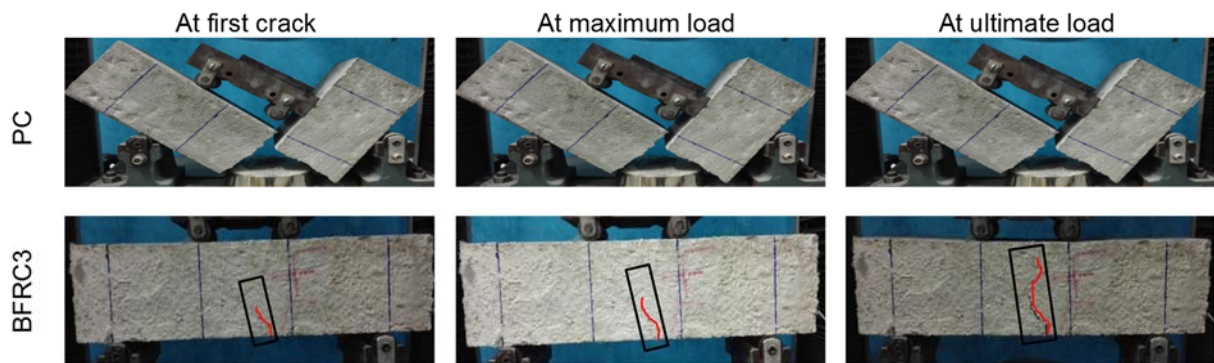 At first crack
At maximum load
At ultimate load
PC
BFRC3